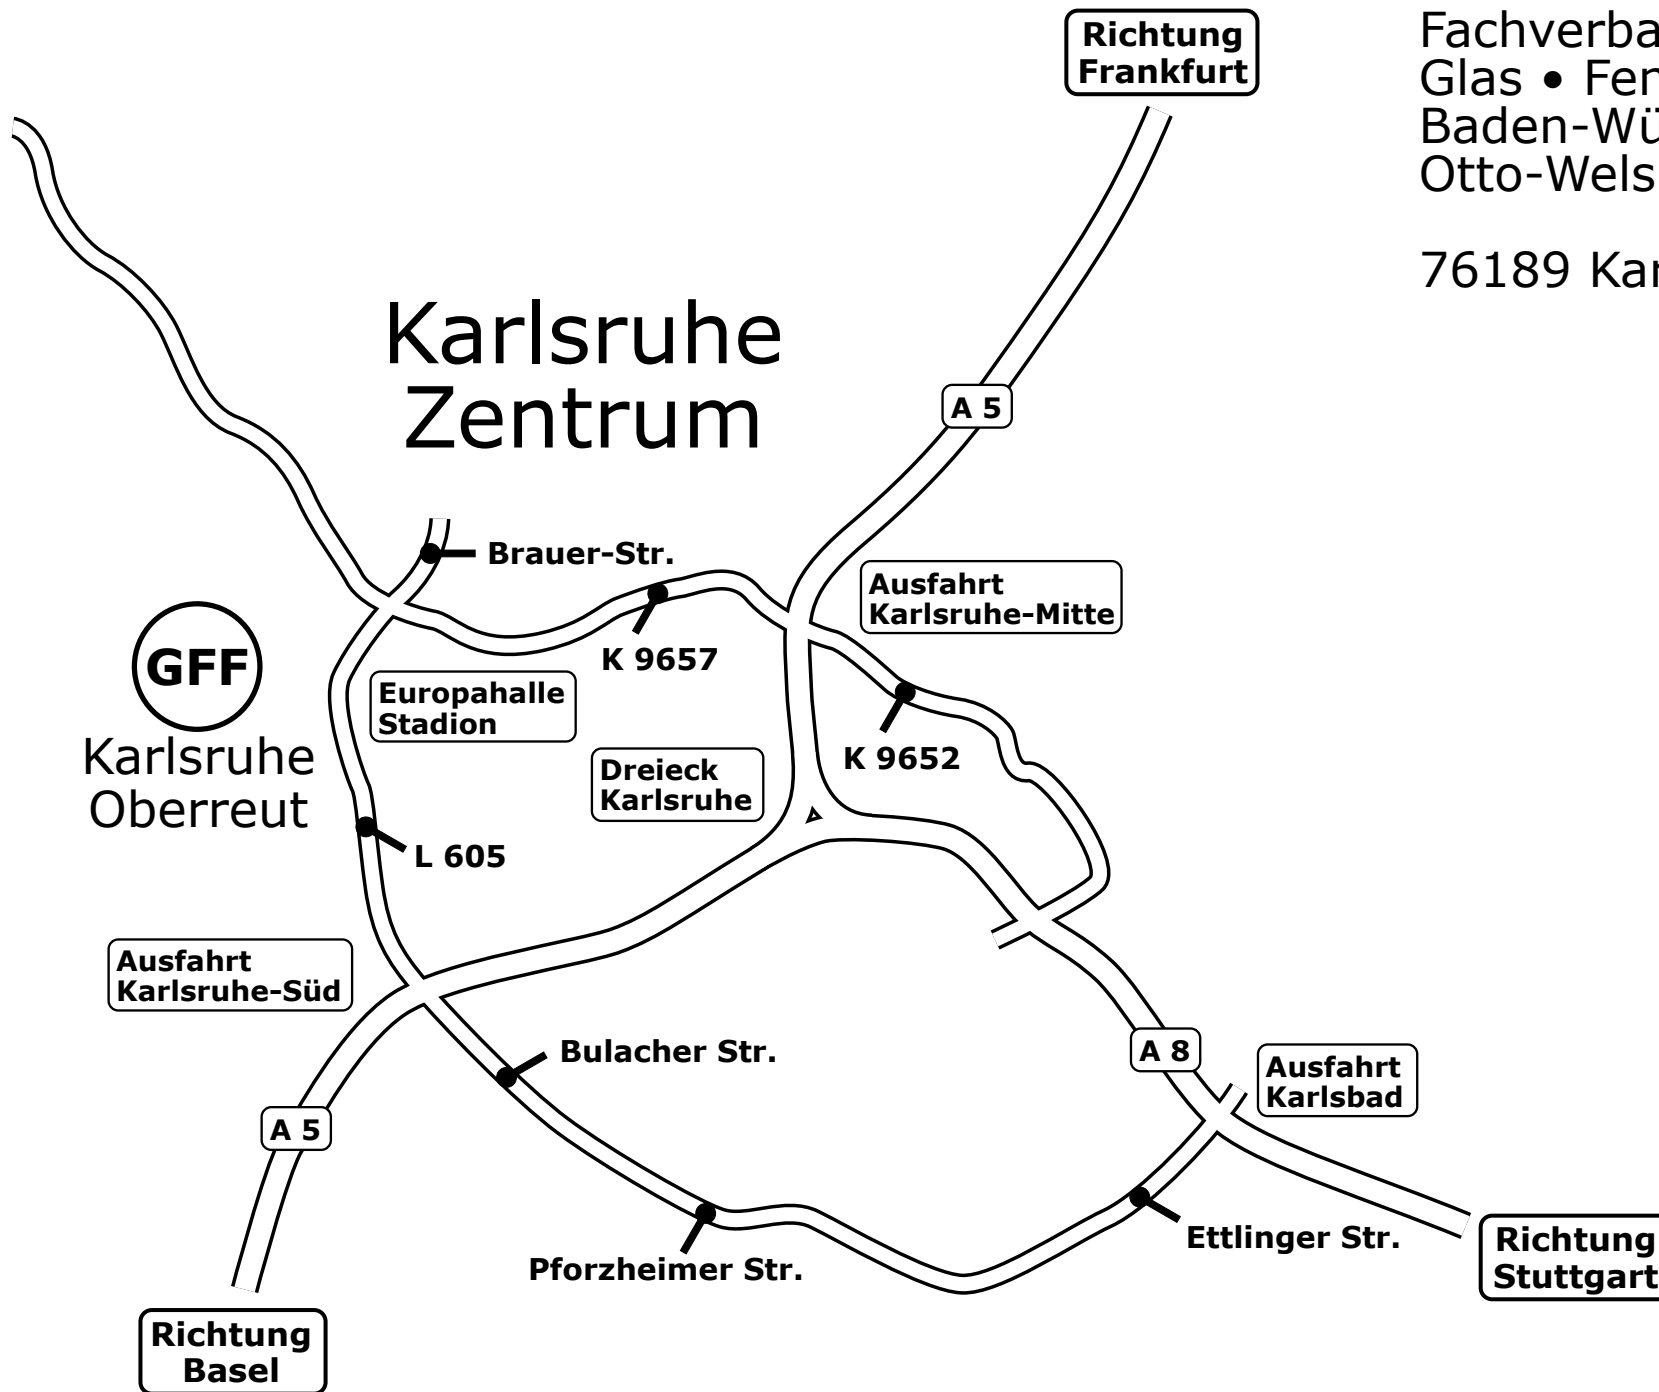 Richtung
Frankfurt
Fachverba
Glas • Fen
Baden-Wü
Otto-Wels
76189 Kar
Karlsruhe
Zentrum
A 5
Brauer-Str.
Ausfahrt
Karlsruhe-Mitte
GFF
Karlsruhe
Oberreut
K 9657
Europahalle
Stadion
Dreieck
Karlsruhe
K 9652
L 605
Ausfahrt
Karlsruhe-Süd
Bulacher Str.
A 8
Ausfahrt
Karlsbad
A 5
Pforzheimer Str.
Ettlinger Str.
Richtung
Stuttgart
Richtung
Basel